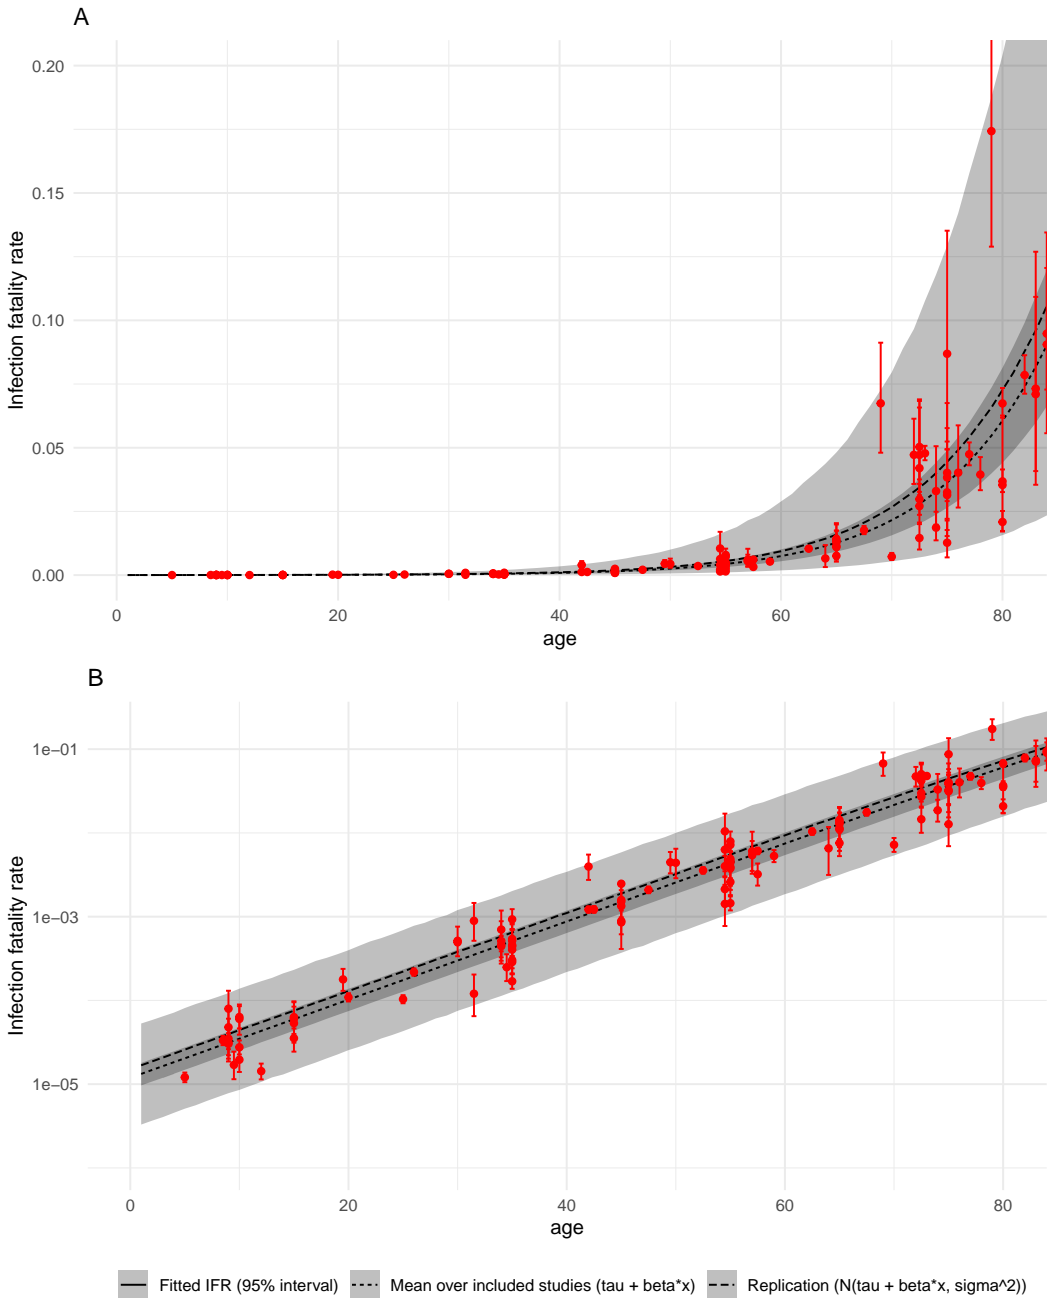 A
0.20
0.15
0.10
0.05
0.00
Infection fatality rate
0 20 40 60 80
age
B
1e−01
1e−03
1e−05
Infection fatality rate
0 20 40 60 80
age
Fitted IFR (95% interval) Mean over included studies (tau + beta*x) Replication (N(tau + beta*x, sigma^2))